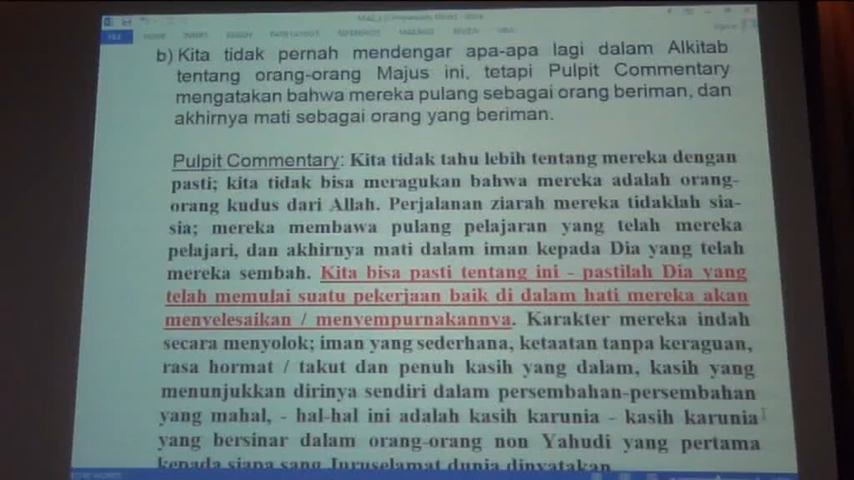 b) Kita tidak pernah mendengar apa-apa lagi dalam Alkitab
tentang orang-orang Majus ini, tetapi Pulpit Commentary
mengatakan bahwa mereka pulang sebagai orang beriman, dan
akhirnya mati sebagai orang yang beriman.
Pulpit Commentary: Kita tidak tahu lebih tentang mereka dengan
pasti; kita tidak bisa meragukan bahwa mereka adalah orang-
orang kudus dari Allah. Perjalanan ziarah mereka tidaklah sia-
sia; mereka membawa pulang pelajaran yang telah mereka
pelajari, dan akhirnya mati dalam iman kepada Dia yang telah
mereka sembah. Kita bisa pasti tentang ini - pastilah Dia yang
telah memulai suatu pekerjaan baik di dalam hati mereka akan
menyelesaikan / menyempurnakannya. Karakter mereka indah
secara menyolok; iman yang sederhana, ketaatan tanpa keraguan,
rasa hormat / takut dan penuh kasih yang dalam, kasih yang
menunjukkan dirinya sendiri dalam persembahan-persembahan
yang mahal, - hal-hal ini adalah kasih karunia - kasih karunia
yang bersinar dalam orang-orang non Yahudi yang pertama
kepada siapa sang Juruselamat dunia dinyatakan